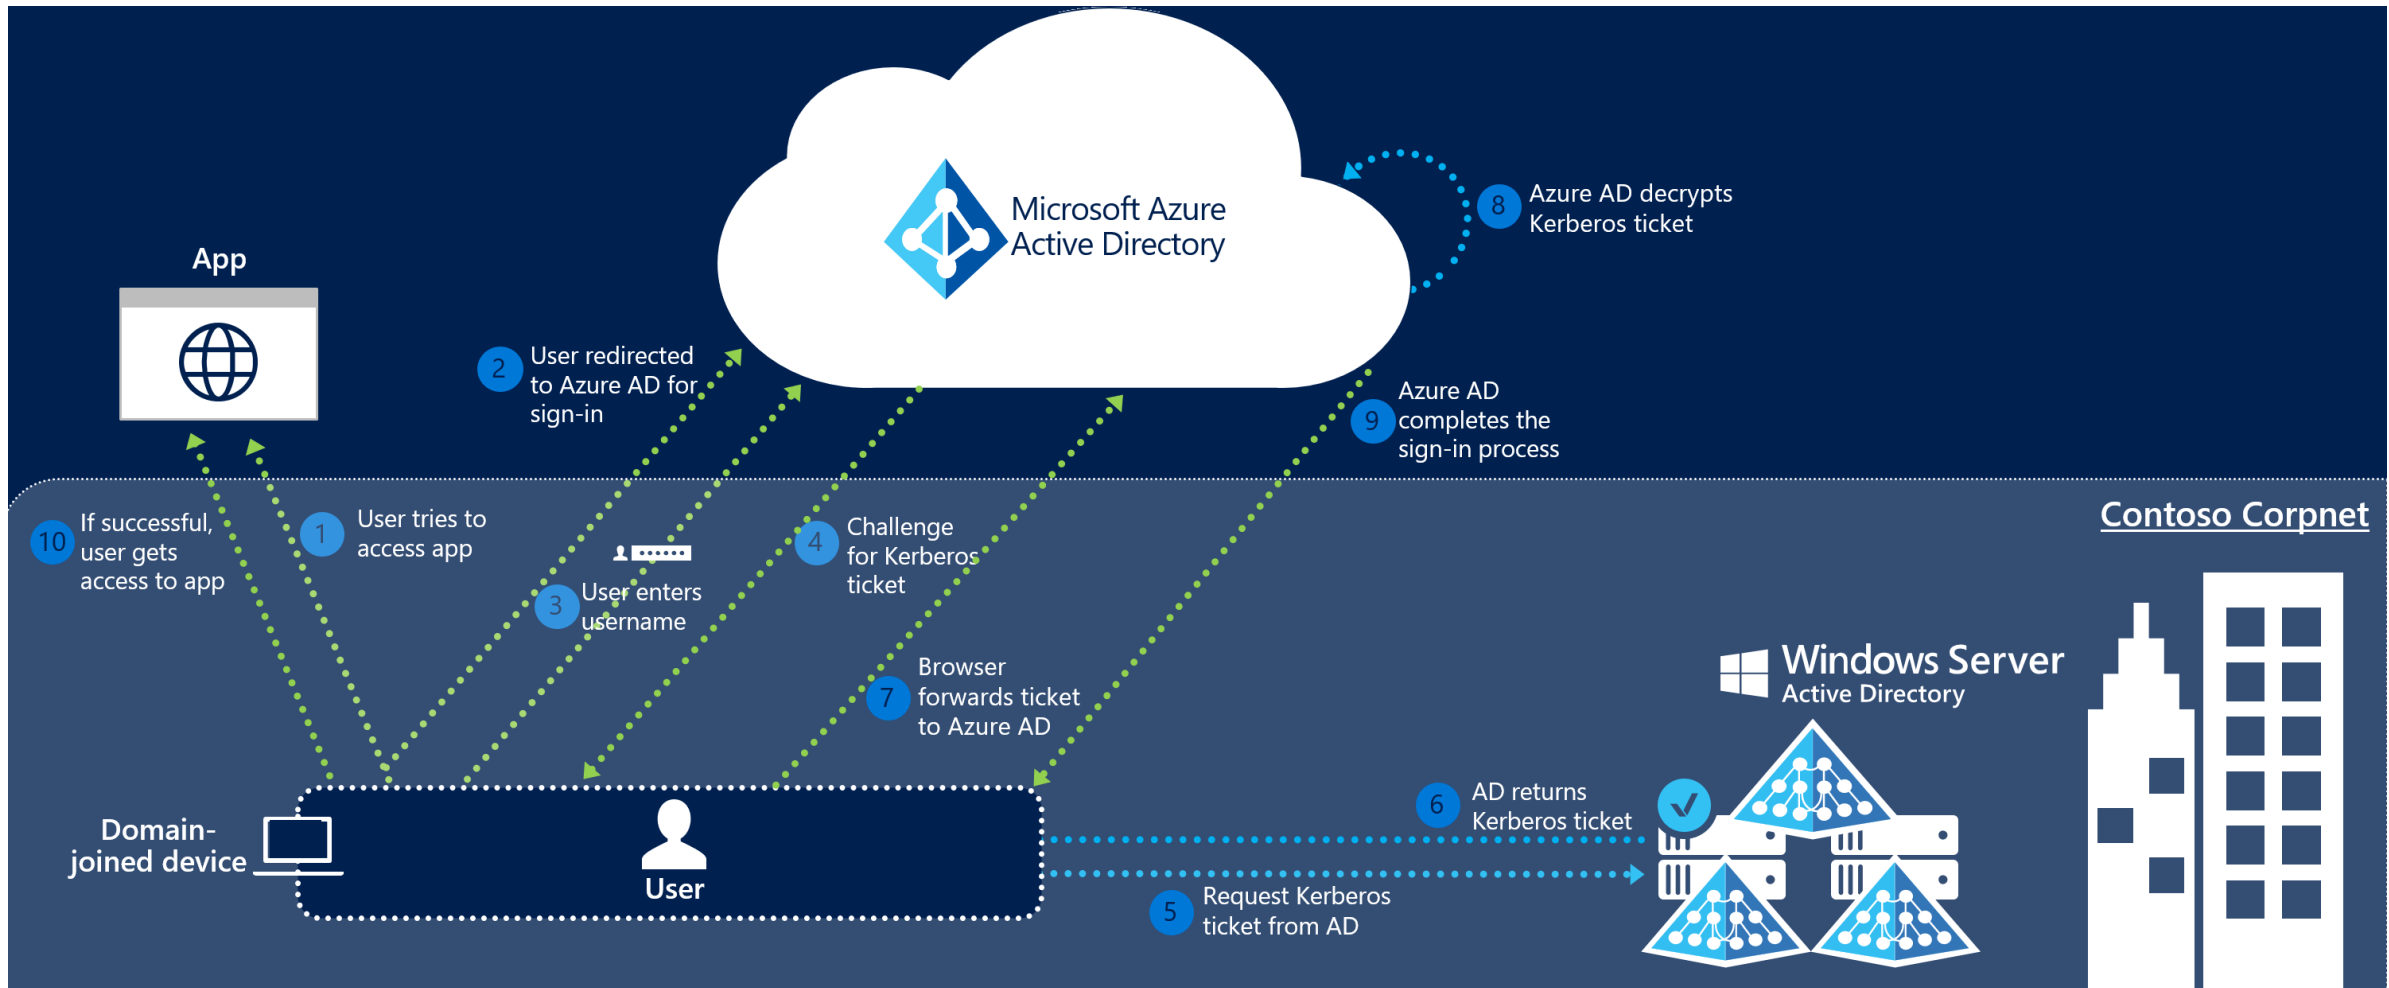 Microsoft Azure
Active Directory
8
Azure AD decrypts
Kerberos ticket
App
2
User redirected
to Azure AD for
sign-in
9
Azure AD
completes the
sign-in process
10
If successful,
user gets
access to app
1
User tries to
access app
3
User enters
username
4
Challenge
for Kerberos
ticket
Contoso Corpnet
7
Browser
forwards ticket
to Azure AD
Windows Server
Active Directory
6
AD returns
Kerberos ticket
5
Request Kerberos
ticket from AD
Domain-
joined device
User